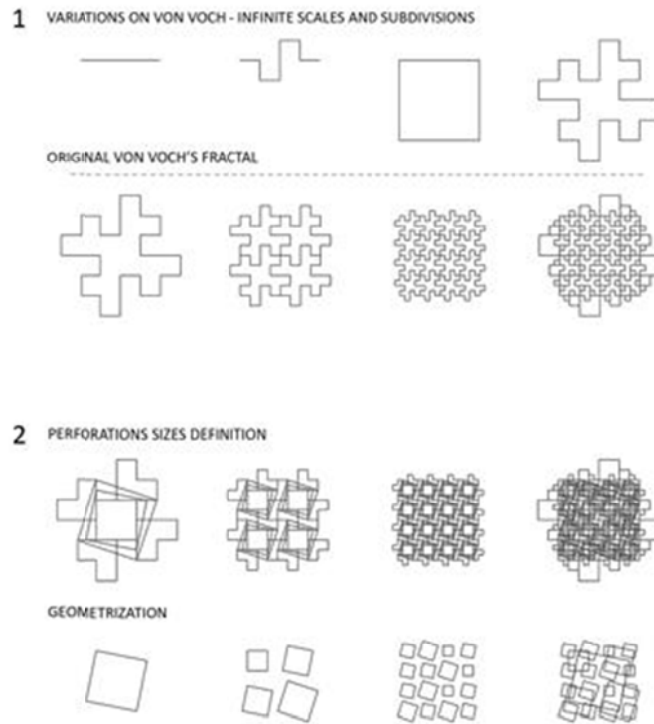 1 VARIATIONS ON VON VOCH - INFINITE SCALES AND SUBDIVISIONS
ORIGINAL VON VOCH'S FRACTAL
2 PERFORATIONS SIZES DEFINITION
GEOMETRIZATION